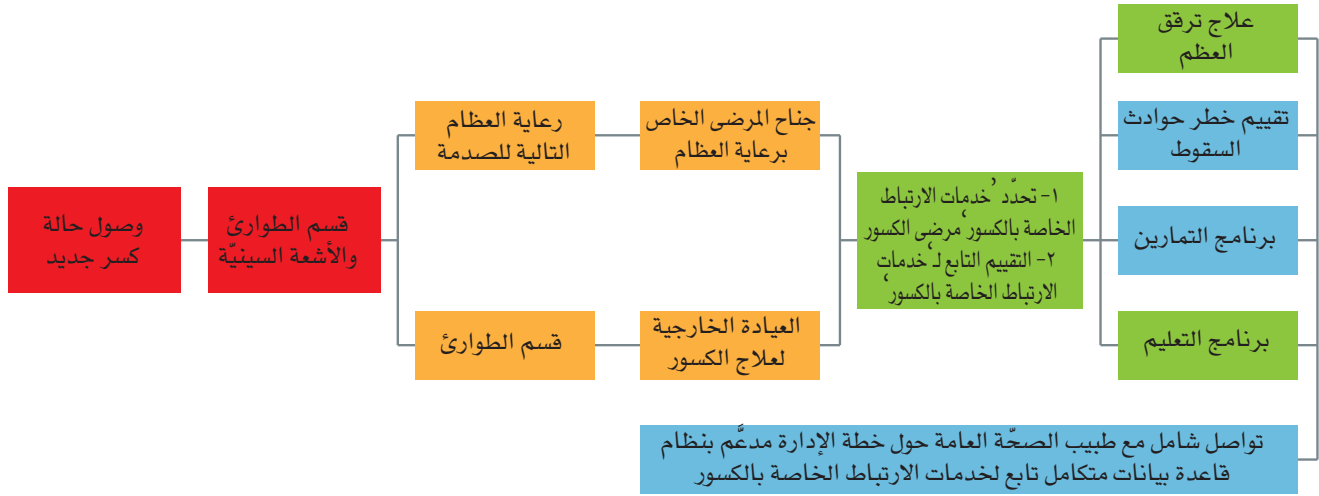 وصول حالة
كسر جديد
قسم الطوارئ
والأشعة السينيّة
رعاية العظام
التالية للصدمة
جناح المرضى الخاص
برعاية العظام
قسم الطوارئ
العيادة الخارجية
لعلاج الكسور
١- تحدّد ’خدمات الارتباط
الخاصة بالكسور‘ مرضى الكسور
٢- التقييم التابع لـ’خدمات
الارتباط الخاصة بالكسور‘
علاج ترقق
العظم
تقييم خطر حوادث
السقوط
برنامج التمارين
برنامج التعليم
تواصل شامل مع طبيب الصحّة العامة حول خطة الإدارة مدعَّم بنظام
قاعدة بيانات متكامل تابع لخدمات الارتباط الخاصة بالكسور